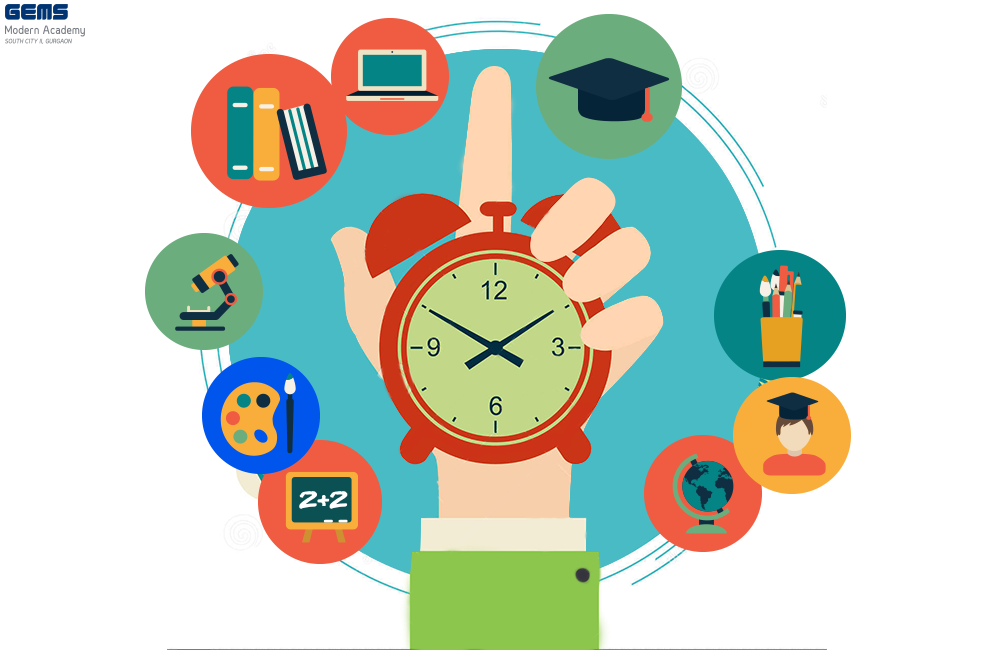 GEMS
Modern Academy
SOUTH CITY II, GURGAON
12
9
3
6
2+2